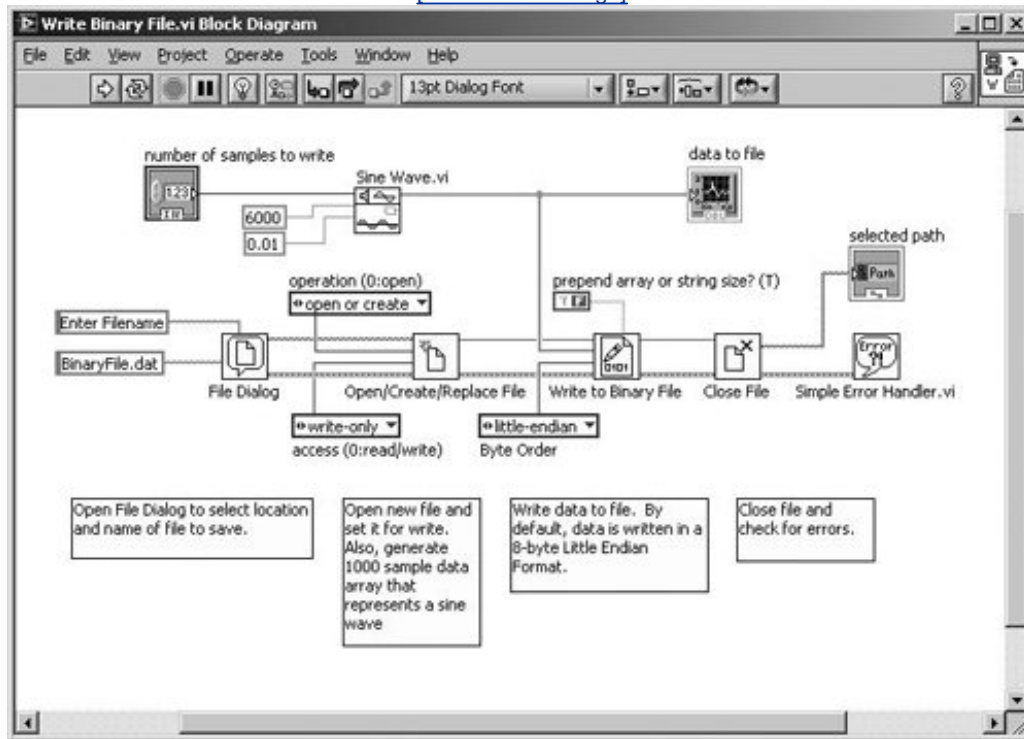 Write Binary File.vi Block Diagram
File Edit View Project Operate Tools Window Help
13pt Dialog Font
number of samples to write
123
Sine Wave.vi
data to file
6000
0.01
selected path
Path
operation (0:open)
open or create
prepend array or string size? (T)
T F
Enter Filename
BinaryFile.dat
0101
Error
?!
File Dialog
Open/Create/Replace File
Write to Binary File
Close File
Simple Error Handler.vi
write-only
little-endian
access (0:read/write)
Byte Order
Open File Dialog to select location
and name of file to save.
Open new file and
set it for write.
Also, generate
1000 sample data
array that
represents a sine
wave
Write data to file. By
default, data is written in a
8-byte Little Endian
Format.
Close file and
check for errors.